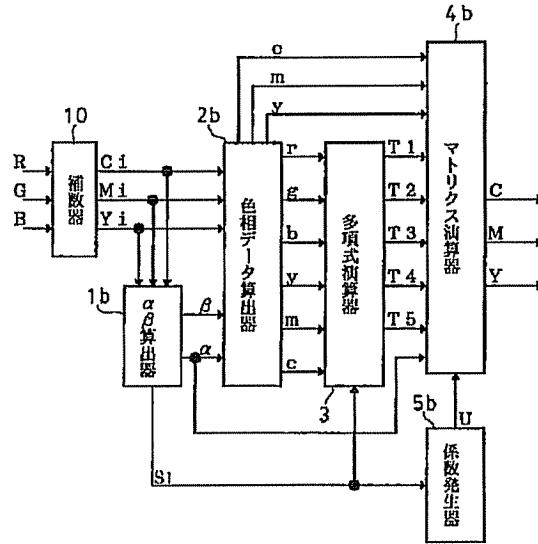 4b
c
m
y
10
2b
R
G
B
補数器
Ci
Mi
Yi
色相データ算出器
r
g
b
y
m
c
多項式演算器
3
T1
T2
T3
T4
T5
マトリクス演算器
C
M
Y
1b
αβ算出器
β
α
S1
5b
U
係数発生器